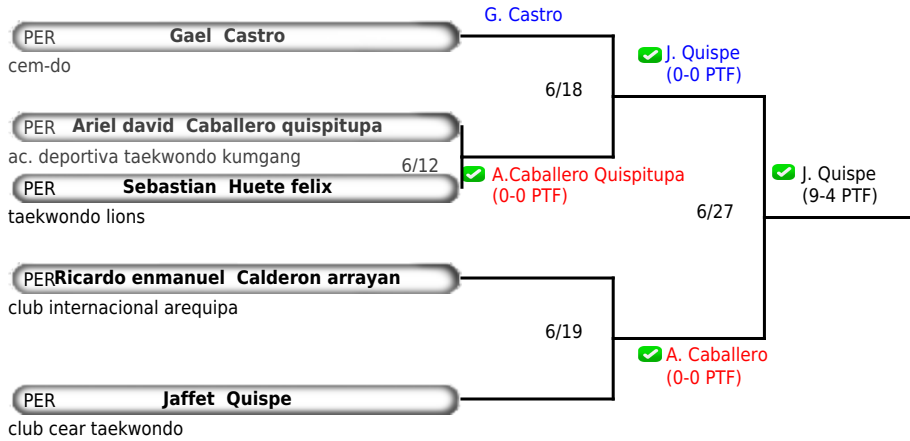 G. Castro
PER Gael  Castro
cem-do
J. Quispe
(0-0 PTF)
6/18
PER Ariel david  Caballero quispitupa
ac. deportiva taekwondo kumgang
6/12
A.Caballero Quispitupa
(0-0 PTF)
PER Sebastian  Huete felix
taekwondo lions
J. Quispe
(9-4 PTF)
6/27
PER Ricardo enmanuel  Calderon arrayan
club internacional arequipa
6/19
A. Caballero
(0-0 PTF)
PER Jaffet  Quispe
club cear taekwondo